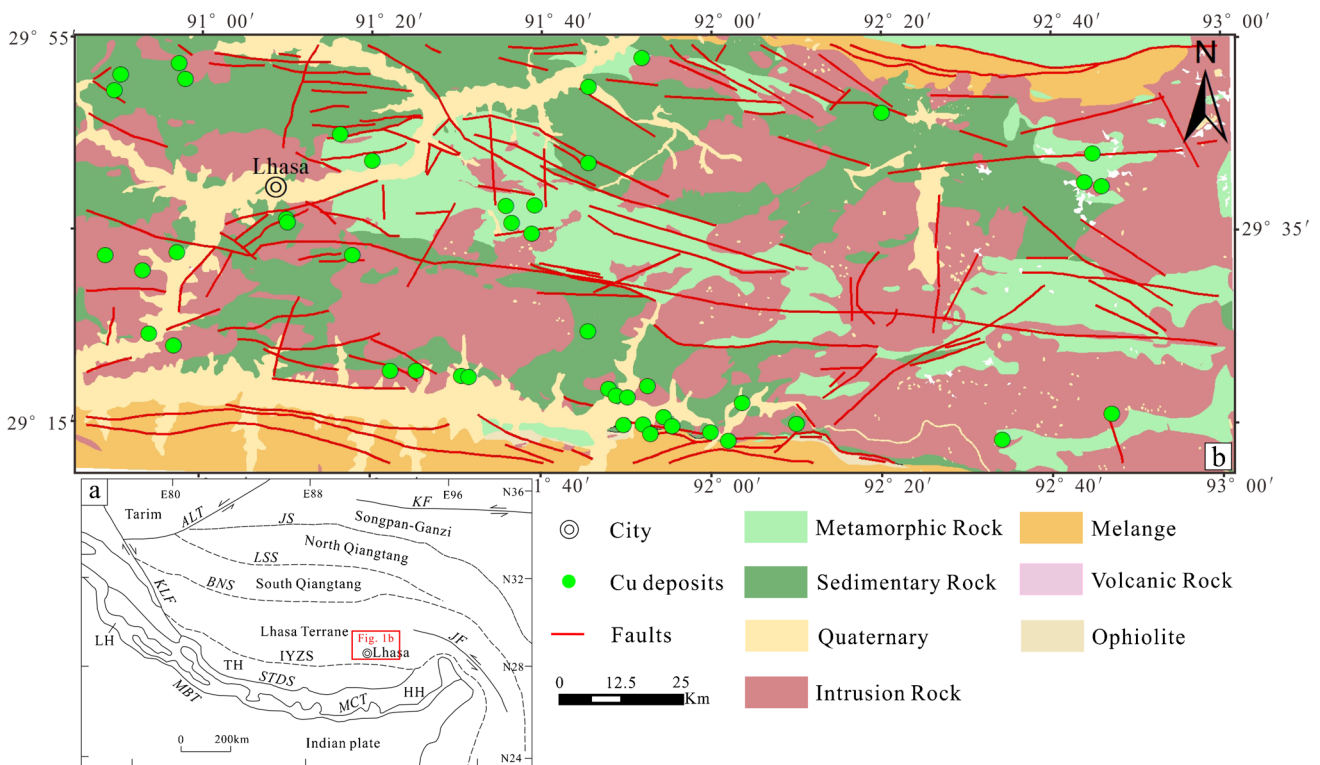 91° 00′ 91° 20′ 91° 40′ 92° 00′ 92° 20′ 92° 40′ 93° 00′
29° 55′
N
Lhasa
29° 35′
29° 15′
b
91° 40′ 92° 00′ 92° 40′ 93° 00′
a
E80 E88 E96 N36
Tarim
ALT
JS
KF
Songpan-Ganzi
North Qiangtang
LSS
BNS
South Qiangtang
N32
KLF
Lhasa Terrane
Fig. 1b
JF
LH
TH
IYZS
Lhasa
N28
STDS
MBT
MCT
HH
0 200km
Indian plate
N24
City
Cu deposits
Faults
0 12.5 25
Km
Metamorphic Rock
Sedimentary Rock
Quaternary
Intrusion Rock
Melange
Volcanic Rock
Ophiolite